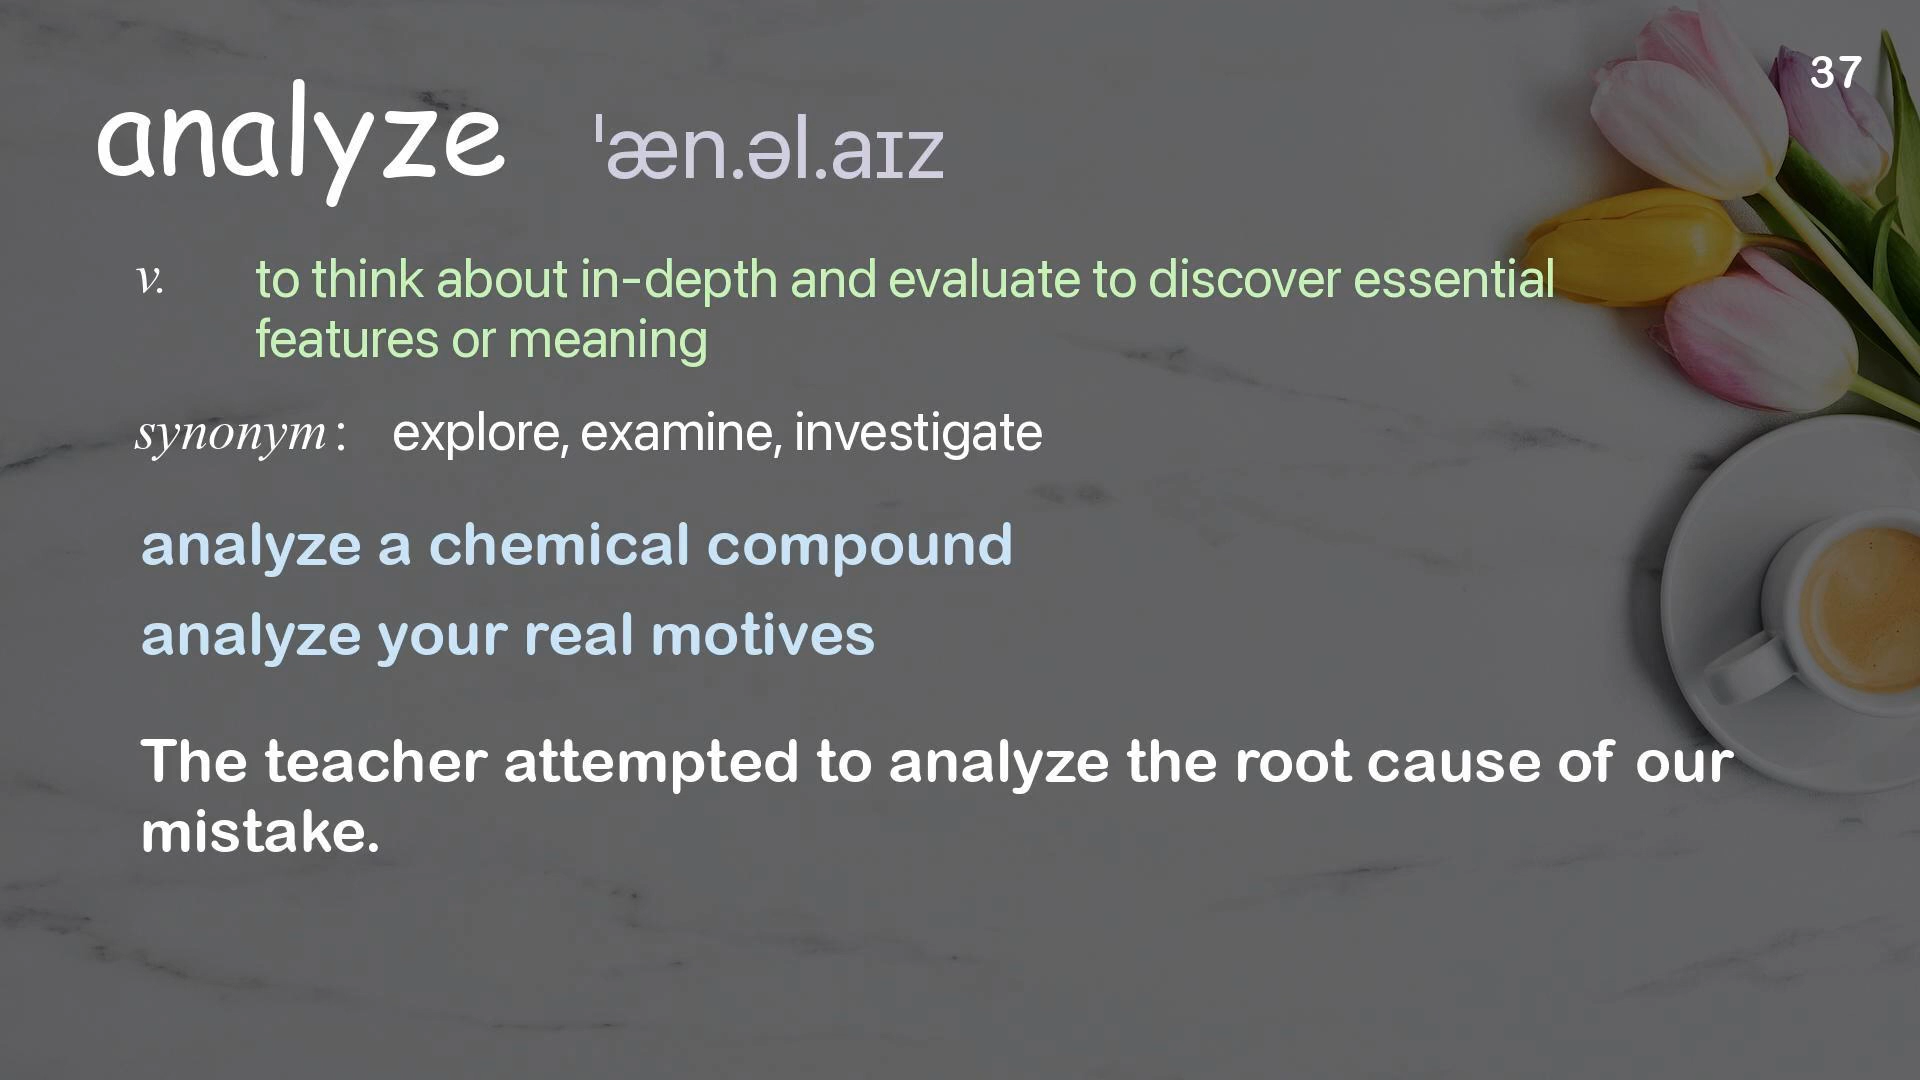 37
analyze ˈæn.əl.aɪz
v. to think about in-depth and evaluate to discover essential
features or meaning
synonym: explore, examine, investigate
analyze a chemical compound
analyze your real motives
The teacher attempted to analyze the root cause of our
mistake.